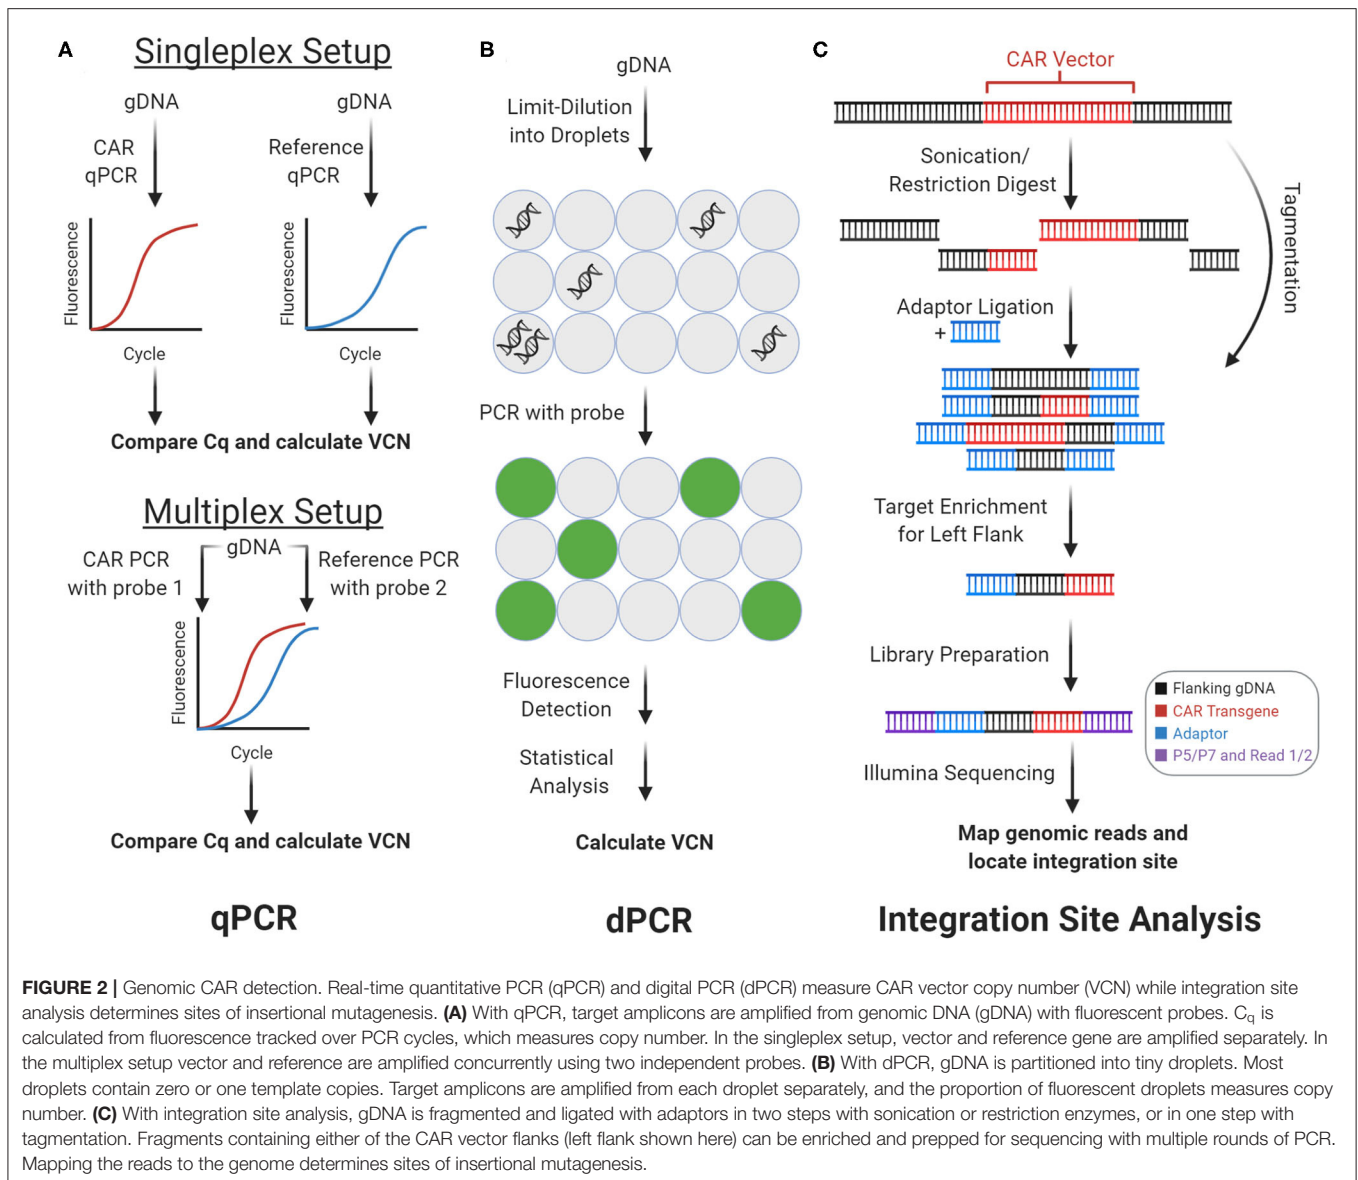 A
Singleplex Setup
gDNA
gDNA
CAR
qPCR
Reference
qPCR
Fluorescence
Cycle
Fluorescence
Cycle
Compare Cq and calculate VCN
Multiplex Setup
gDNA
CAR PCR
with probe 1
Reference PCR
with probe 2
Fluorescence
Cycle
Compare Cq and calculate VCN
qPCR
B
gDNA
Limit-Dilution
into Droplets
PCR with probe
Fluorescence
Detection
Statistical
Analysis
Calculate VCN
dPCR
C
CAR Vector
Sonication/
Restriction Digest
Tagmentation
Adaptor Ligation
+
Target Enrichment
for Left Flank
Library Preparation
Flanking gDNA
CAR Transgene
Adaptor
P5/P7 and Read 1/2
Illumina Sequencing
Map genomic reads and
locate integration site
Integration Site Analysis
FIGURE 2 | Genomic CAR detection. Real-time quantitative PCR (qPCR) and digital PCR (dPCR) measure CAR vector copy number (VCN) while integration site
analysis determines sites of insertional mutagenesis. (A) With qPCR, target amplicons are amplified from genomic DNA (gDNA) with fluorescent probes. Cq is
calculated from fluorescence tracked over PCR cycles, which measures copy number. In the singleplex setup, vector and reference gene are amplified separately. In
the multiplex setup vector and reference are amplified concurrently using two independent probes. (B) With dPCR, gDNA is partitioned into tiny droplets. Most
droplets contain zero or one template copies. Target amplicons are amplified from each droplet separately, and the proportion of fluorescent droplets measures copy
number. (C) With integration site analysis, gDNA is fragmented and ligated with adaptors in two steps with sonication or restriction enzymes, or in one step with
tagmentation. Fragments containing either of the CAR vector flanks (left flank shown here) can be enriched and prepped for sequencing with multiple rounds of PCR.
Mapping the reads to the genome determines sites of insertional mutagenesis.